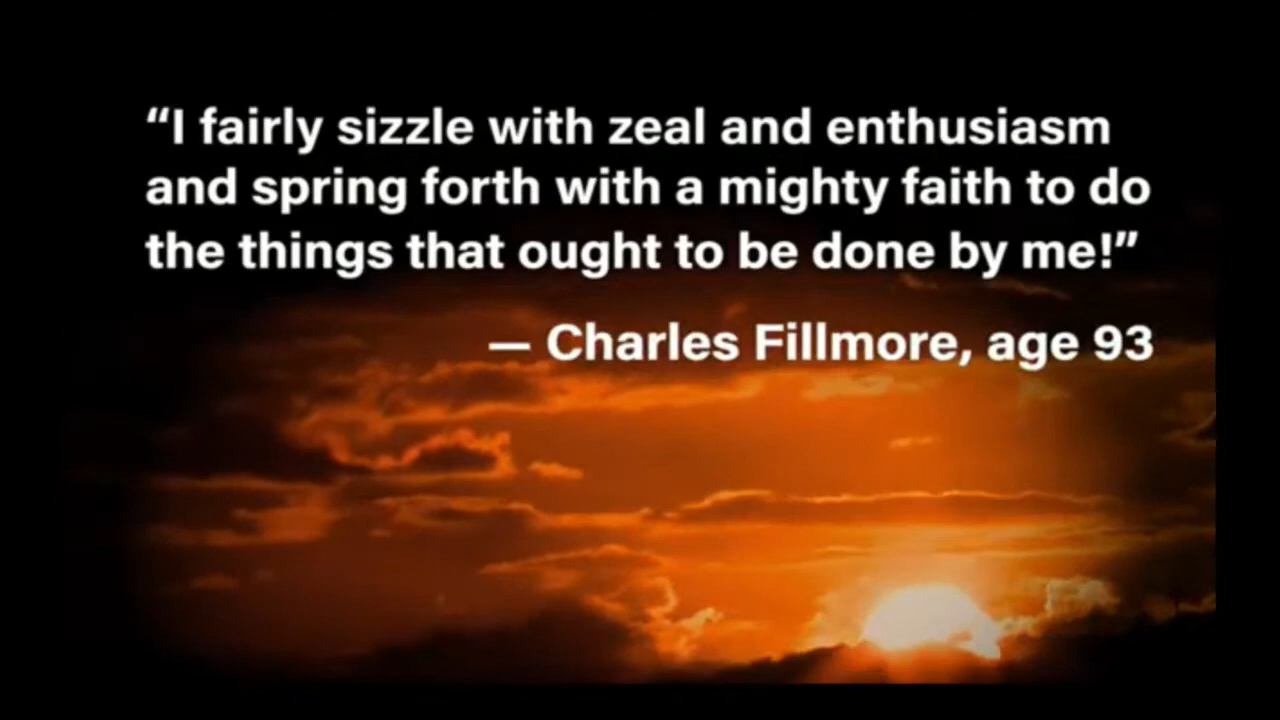 “I fairly sizzle with zeal and enthusiasm
and spring forth with a mighty faith to do
the things that ought to be done by me!”
— Charles Fillmore, age 93